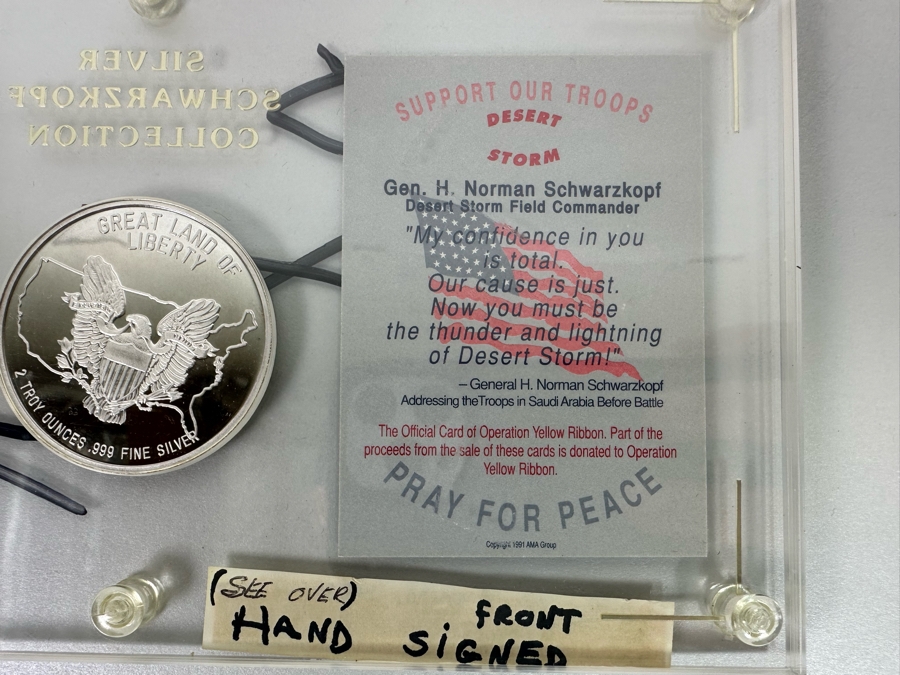 SILVER
SCHWARZKOPF
COLLECTION
GREAT LAND OF
LIBERTY
2 TROY OUNCES .999 FINE SILVER
SUPPORT OUR TROOPS
DESERT
STORM
Gen. H. Norman Schwarzkopf
Desert Storm Field Commander
"My confidence in you
is total.
Our cause is just.
Now you must be
the thunder and lightning
of Desert Storm!"
– General H. Norman Schwarzkopf
Addressing theTroops in Saudi Arabia Before Battle
The Official Card of Operation Yellow Ribbon. Part of the
proceeds from the sale of these cards is donated to Operation
Yellow Ribbon.
PRAY FOR PEACE
Copyright 1991 AMA Group
(SEE OVER)
FRONT
HAND SiGNED